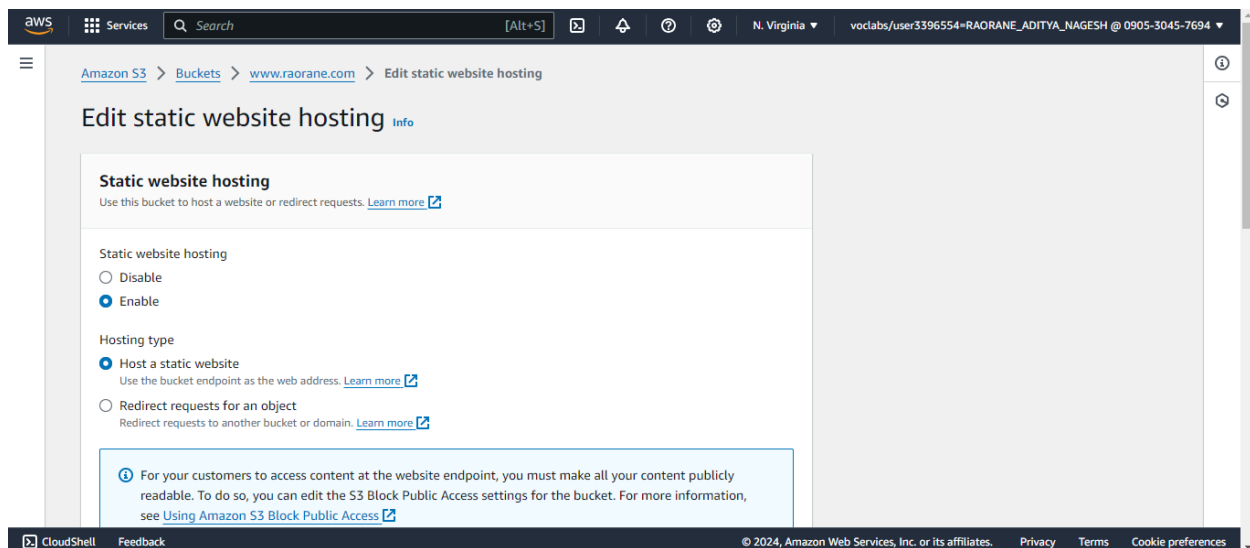 aws Services Search [Alt+S] N. Virginia ▼ voclabs/user3396554=RAORANE_ADITYA_NAGESH @ 0905-3045-7694 ▼
Amazon S3 > Buckets > www.raorane.com > Edit static website hosting
Edit static website hosting Info
Static website hosting
Use this bucket to host a website or redirect requests. Learn more
Static website hosting
Disable
Enable
Hosting type
Host a static website
Use the bucket endpoint as the web address. Learn more
Redirect requests for an object
Redirect requests to another bucket or domain. Learn more
For your customers to access content at the website endpoint, you must make all your content publicly
readable. To do so, you can edit the S3 Block Public Access settings for the bucket. For more information,
see Using Amazon S3 Block Public Access
CloudShell Feedback © 2024, Amazon Web Services, Inc. or its affiliates. Privacy Terms Cookie preferences